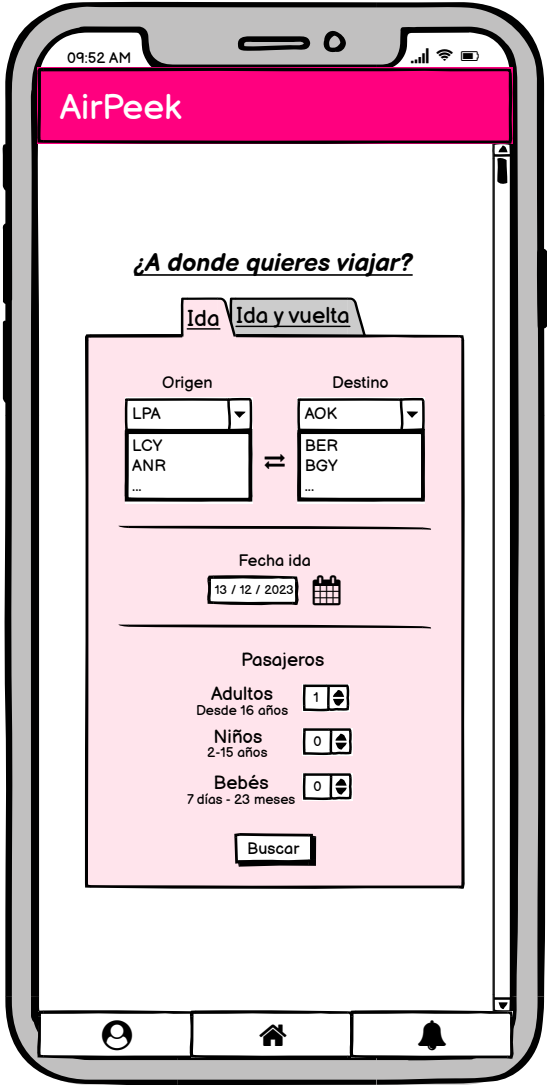 09:52 AM
AirPeek
¿A donde quieres viajar?
Ida
Ida y vuelta
Origen
Destino
LPA
AOK
LCY
BER
ANR
BGY
...
...
Fecha ida
13 / 12 / 2023
Pasajeros
Adultos
1
Desde 16 años
Niños
0
2-15 años
Bebés
0
7 días - 23 meses
Buscar